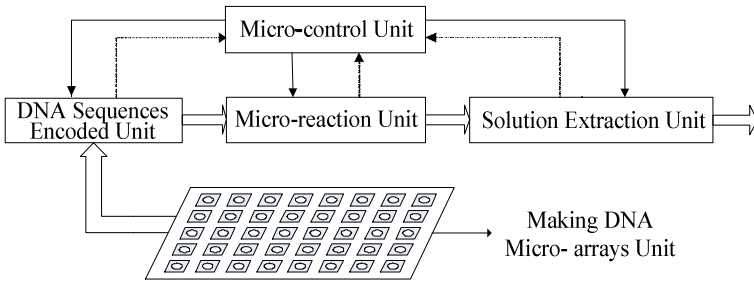 Micro-control Unit
DNA Sequences
Encoded Unit
Micro-reaction Unit
Solution Extraction Unit
Making DNA
Micro- arrays Unit